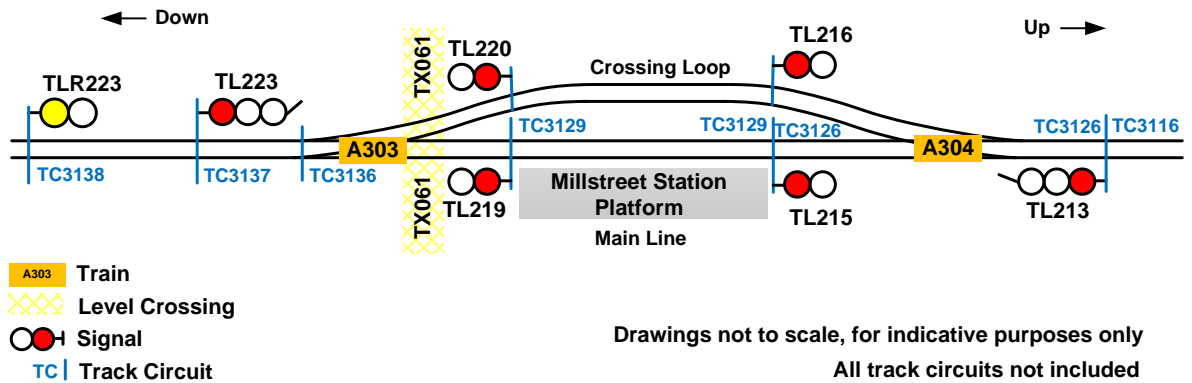 Down
Up
TLR223
TL223
TX061
TL220
Crossing Loop
TL216
TC3138
TC3137
TC3136
A303
TC3129
TC3129
TC3126
A304
TC3126
TC3116
TX061
TL219
Millstreet Station
Platform
Main Line
TL215
TL213
A303 Train
Level Crossing
Signal
TC Track Circuit
Drawings not to scale, for indicative purposes only
All track circuits not included